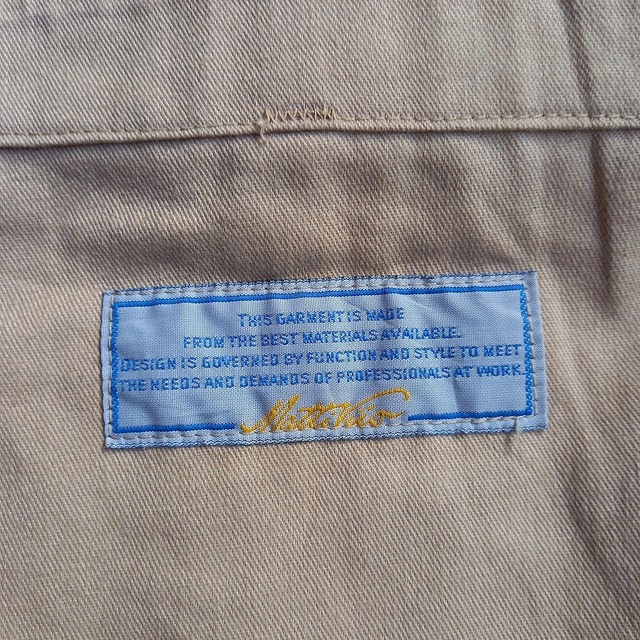 THIS GARMENT IS MADE
FROM THE BEST MATERIALS AVAILABLE.
DESIGN IS GOVERNED BY FUNCTION AND STYLE TO MEET
THE NEEDS AND DEMANDS OF PROFESSIONALS AT WORK.